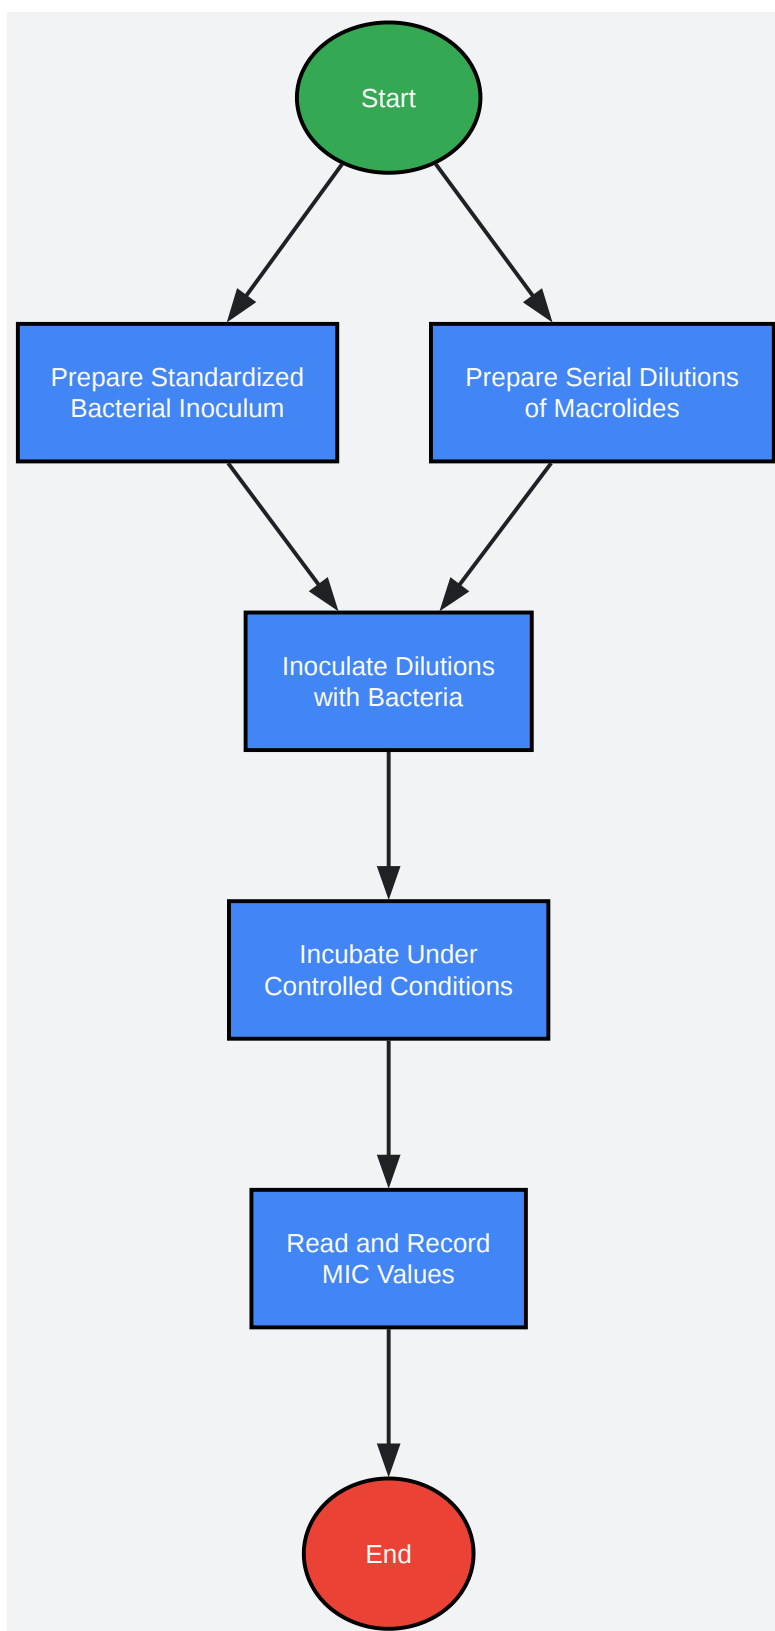 Start
Prepare Standardized
Bacterial Inoculum
Prepare Serial Dilutions
of Macrolides
Inoculate Dilutions
with Bacteria
Incubate Under
Controlled Conditions
Read and Record
MIC Values
End